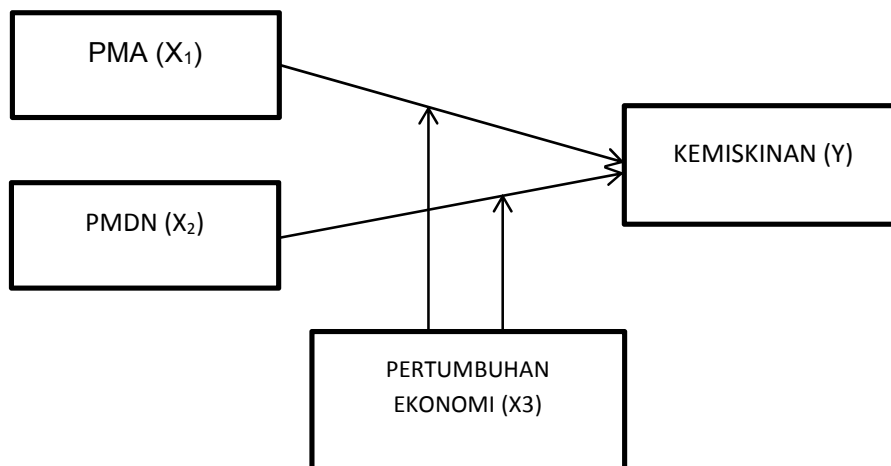 PMA (X₁)
KEMISKINAN (Y)
PMDN (X₂)
PERTUMBUHAN
EKONOMI (X3)